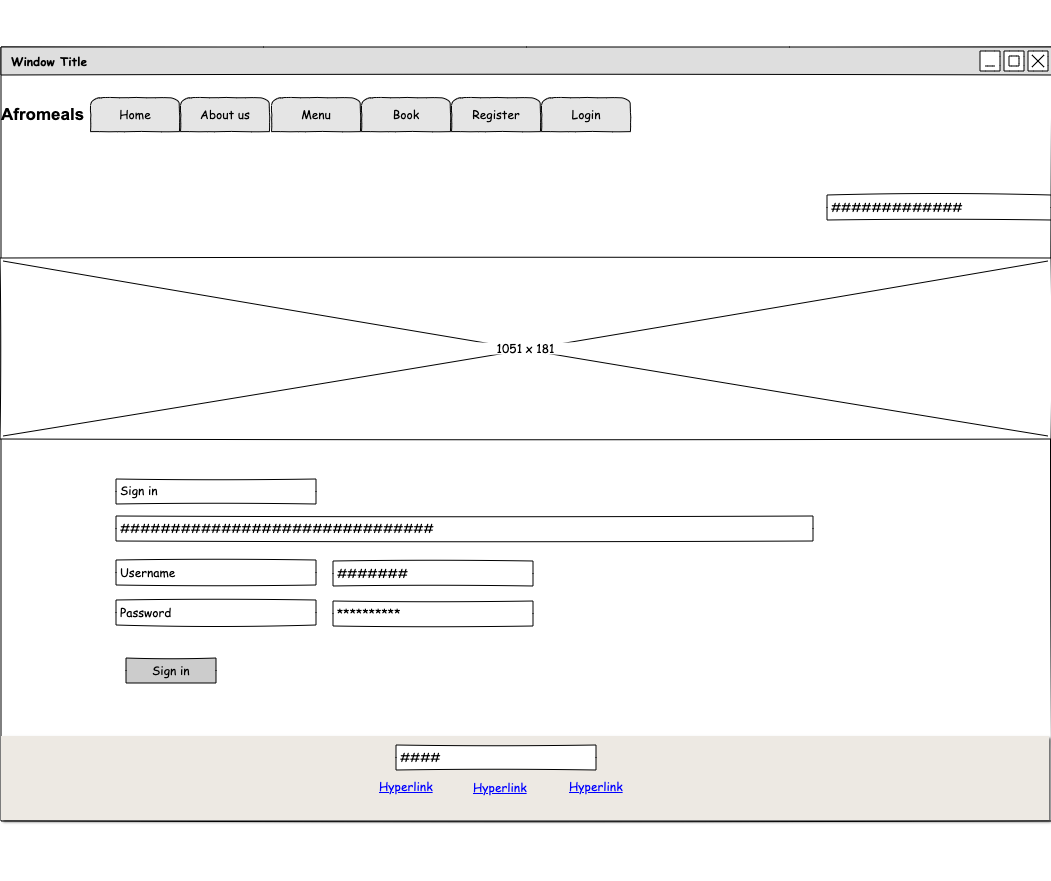 Window Title
Afromeals Home About us Menu Book Register Login
#############
1051 x 181
Sign in
###############################
Username #######
Password **********
Sign in
####
Hyperlink Hyperlink Hyperlink